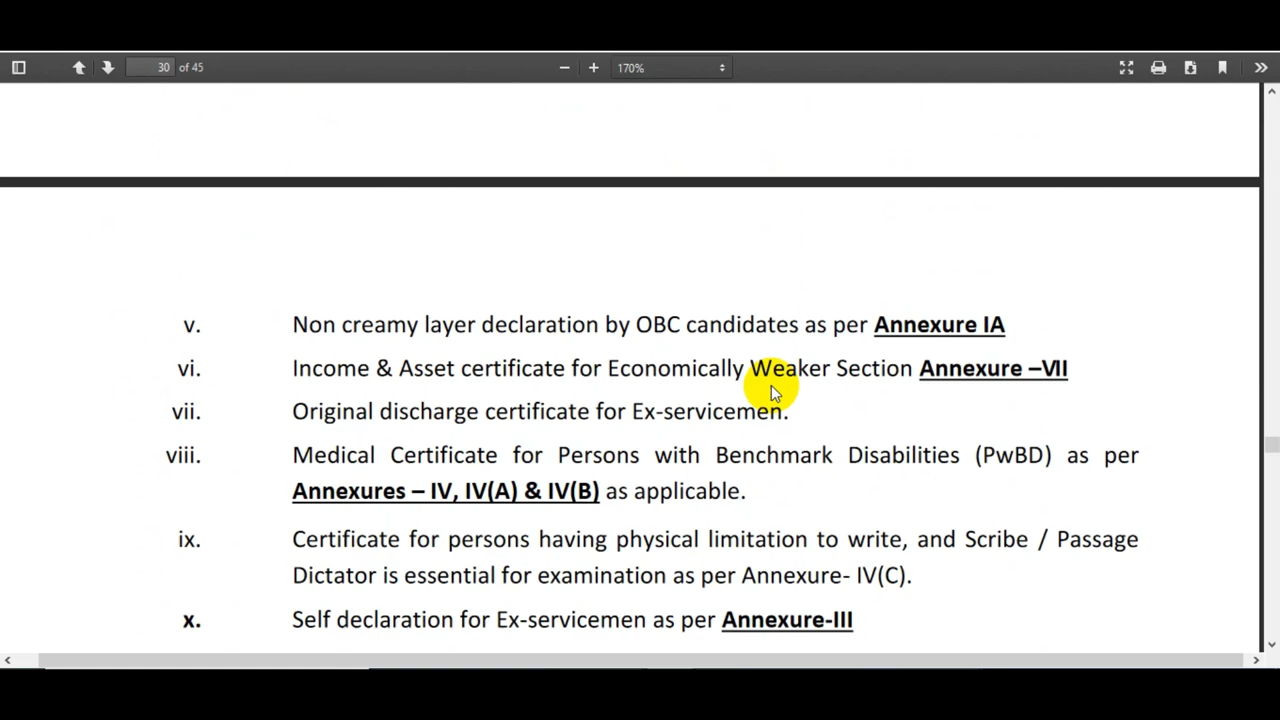 30 of 45
170%
v. Non creamy layer declaration by OBC candidates as per Annexure IA
vi. Income & Asset certificate for Economically Weaker Section Annexure –VII
vii. Original discharge certificate for Ex-servicemen.
viii. Medical Certificate for Persons with Benchmark Disabilities (PwBD) as per
Annexures – IV, IV(A) & IV(B) as applicable.
ix. Certificate for persons having physical limitation to write, and Scribe / Passage
Dictator is essential for examination as per Annexure- IV(C).
x. Self declaration for Ex-servicemen as per Annexure-III